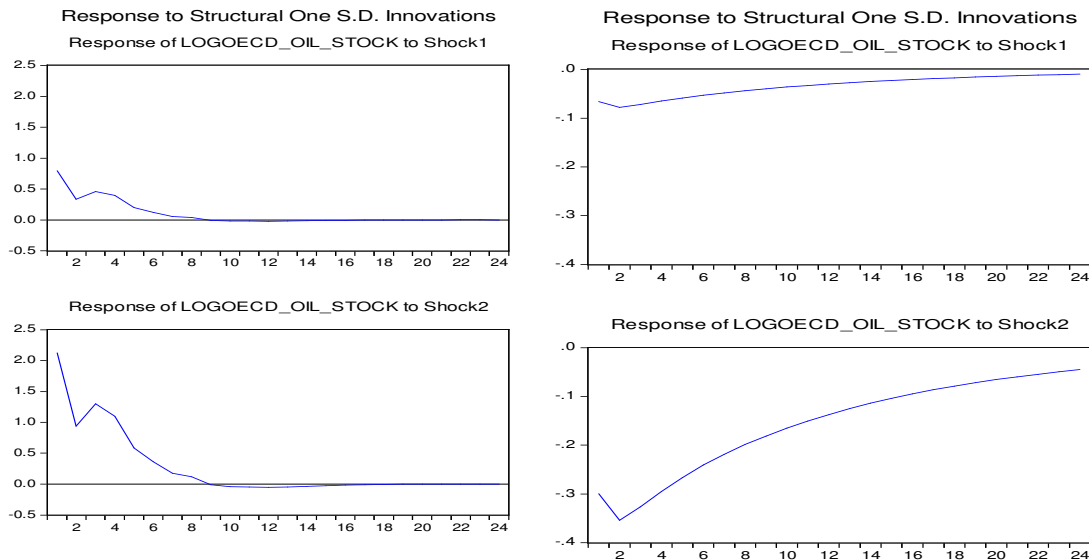 Response to Structural One S.D. Innovations
Response of LOGOECD_OIL_STOCK to Shock1
2.5
2.0
1.5
1.0
0.5
0.0
-0.5
2 4 6 8 10 12 14 16 18 20 22 24
Response of LOGOECD_OIL_STOCK to Shock2
2.5
2.0
1.5
1.0
0.5
0.0
-0.5
2 4 6 8 10 12 14 16 18 20 22 24
Response to Structural One S.D. Innovations
Response of LOGOECD_OIL_STOCK to Shock1
.0
-.1
-.2
-.3
-.4
2 4 6 8 10 12 14 16 18 20 22 24
Response of LOGOECD_OIL_STOCK to Shock2
.0
-.1
-.2
-.3
-.4
2 4 6 8 10 12 14 16 18 20 22 24